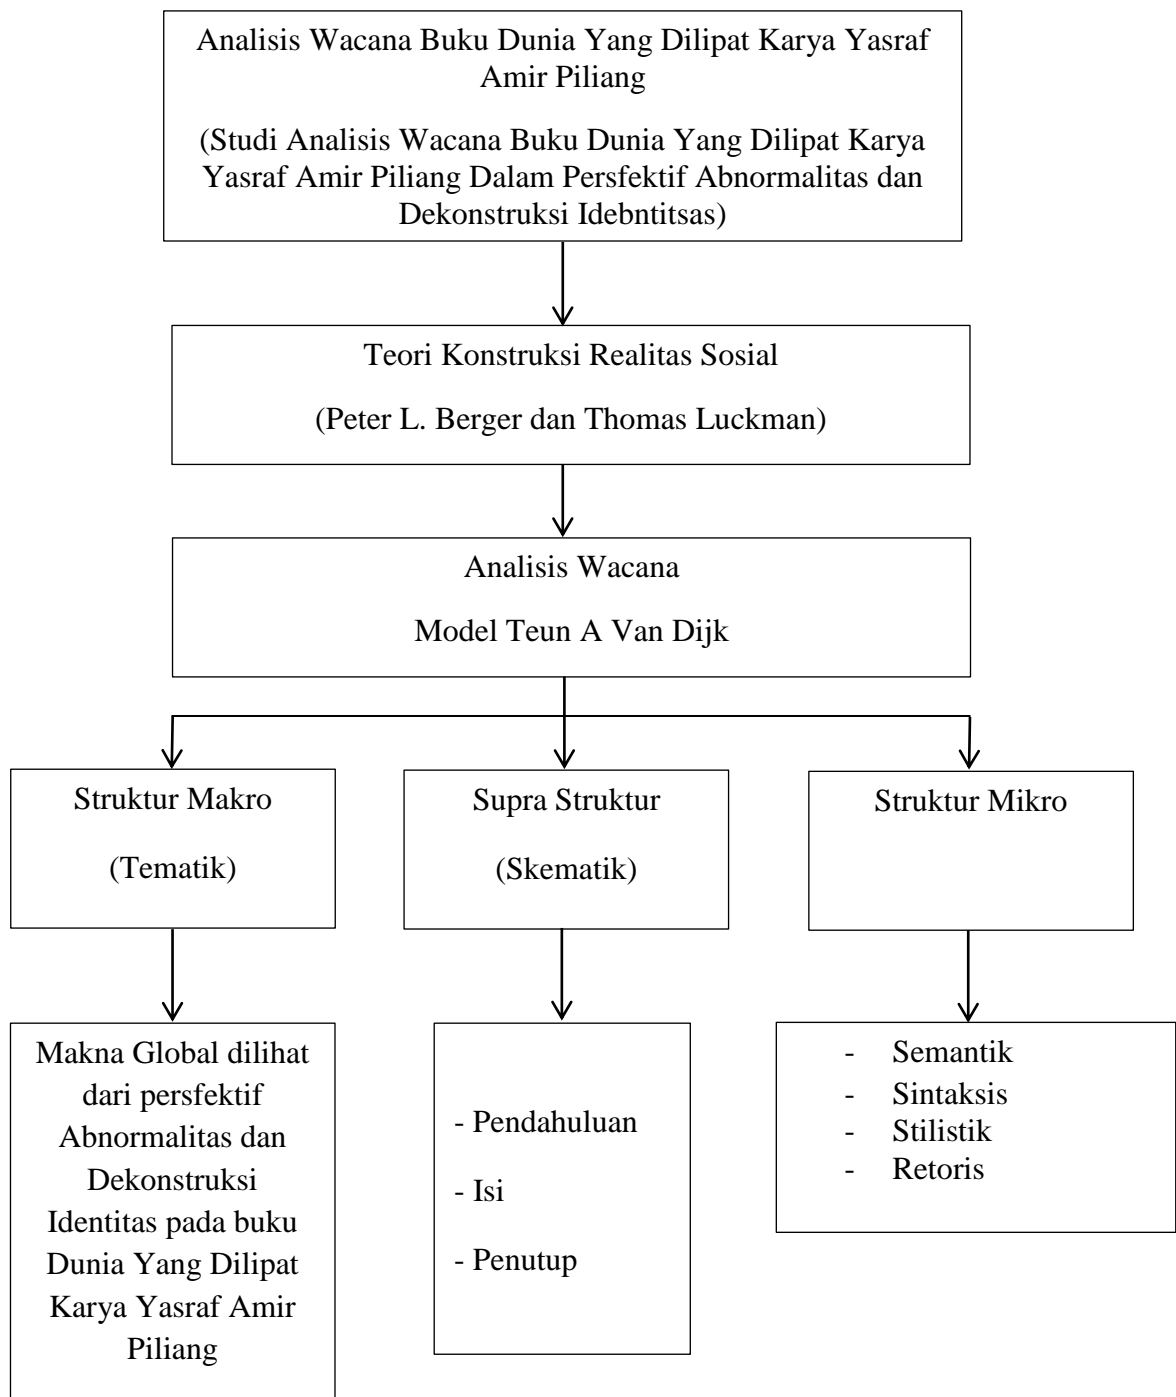 Analisis Wacana Buku Dunia Yang Dilipat Karya Yasraf
Amir Piliang
(Studi Analisis Wacana Buku Dunia Yang Dilipat Karya
Yasraf Amir Piliang Dalam Persfektif Abnormalitas dan
Dekonstruksi Idebntitsas)
Teori Konstruksi Realitas Sosial
(Peter L. Berger dan Thomas Luckman)
Analisis Wacana
Model Teun A Van Dijk
Struktur Makro
(Tematik)
Supra Struktur
(Skematik)
Struktur Mikro
Makna Global dilihat
dari persfektif
Abnormalitas dan
Dekonstruksi
Identitas pada buku
Dunia Yang Dilipat
Karya Yasraf Amir
Piliang
- Pendahuluan
- Isi
- Penutup
- Semantik
- Sintaksis
- Stilistik
- Retoris